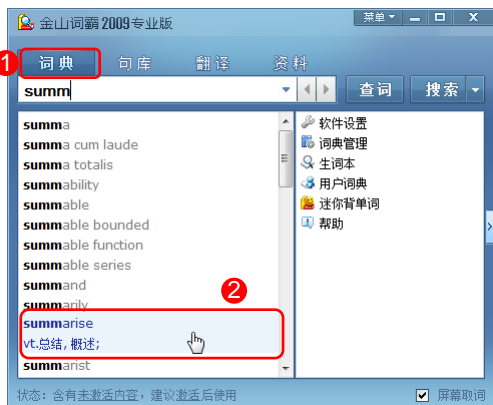 金山词霸2009专业版
菜单
1
词典 句库 翻译 资料
summ
查词 搜索
summa
summa cum laude
summa totalis
summability
summable
summable bounded
summable function
summable series
summand
summarily
2
summarise
vt.总结, 概述;
summarist
软件设置
词典管理
生词本
用户词典
迷你背单词
帮助
状态: 含有未激活内容，建议激活后使用
屏幕取词